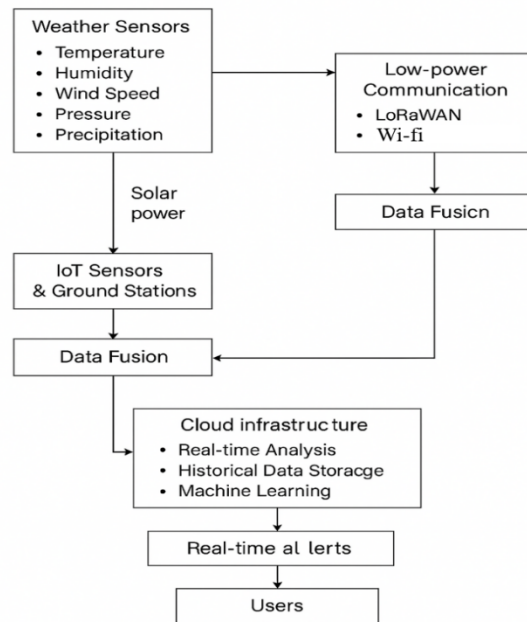 Weather Sensors
• Temperature
• Humidity
• Wind Speed
• Pressure
• Precipitation
Low-power
Communication
• LoRaWAN
• Wi-fi
Solar
power
Data Fusicn
IoT Sensors
& Ground Stations
Data Fusion
Cloud infrastruc ture
• Real-time Analysis
• Historical Data Storacge
• Machine Learning
Real-time al lerts
Users